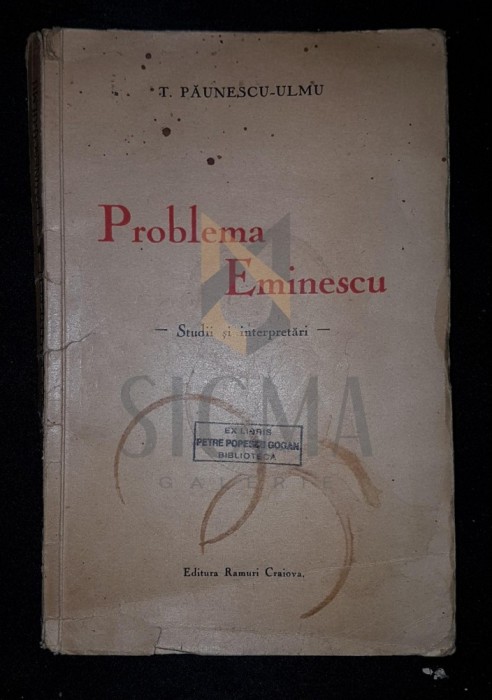 T. PĂUNESCU-ULMU
Problema
Eminescu
— Studii și interpretări —
SIGMA
EX LIBRIS
PETRE POPESCU GOGAN
BIBLIOTECA
GALERIE
Editura Ramuri Craiova.